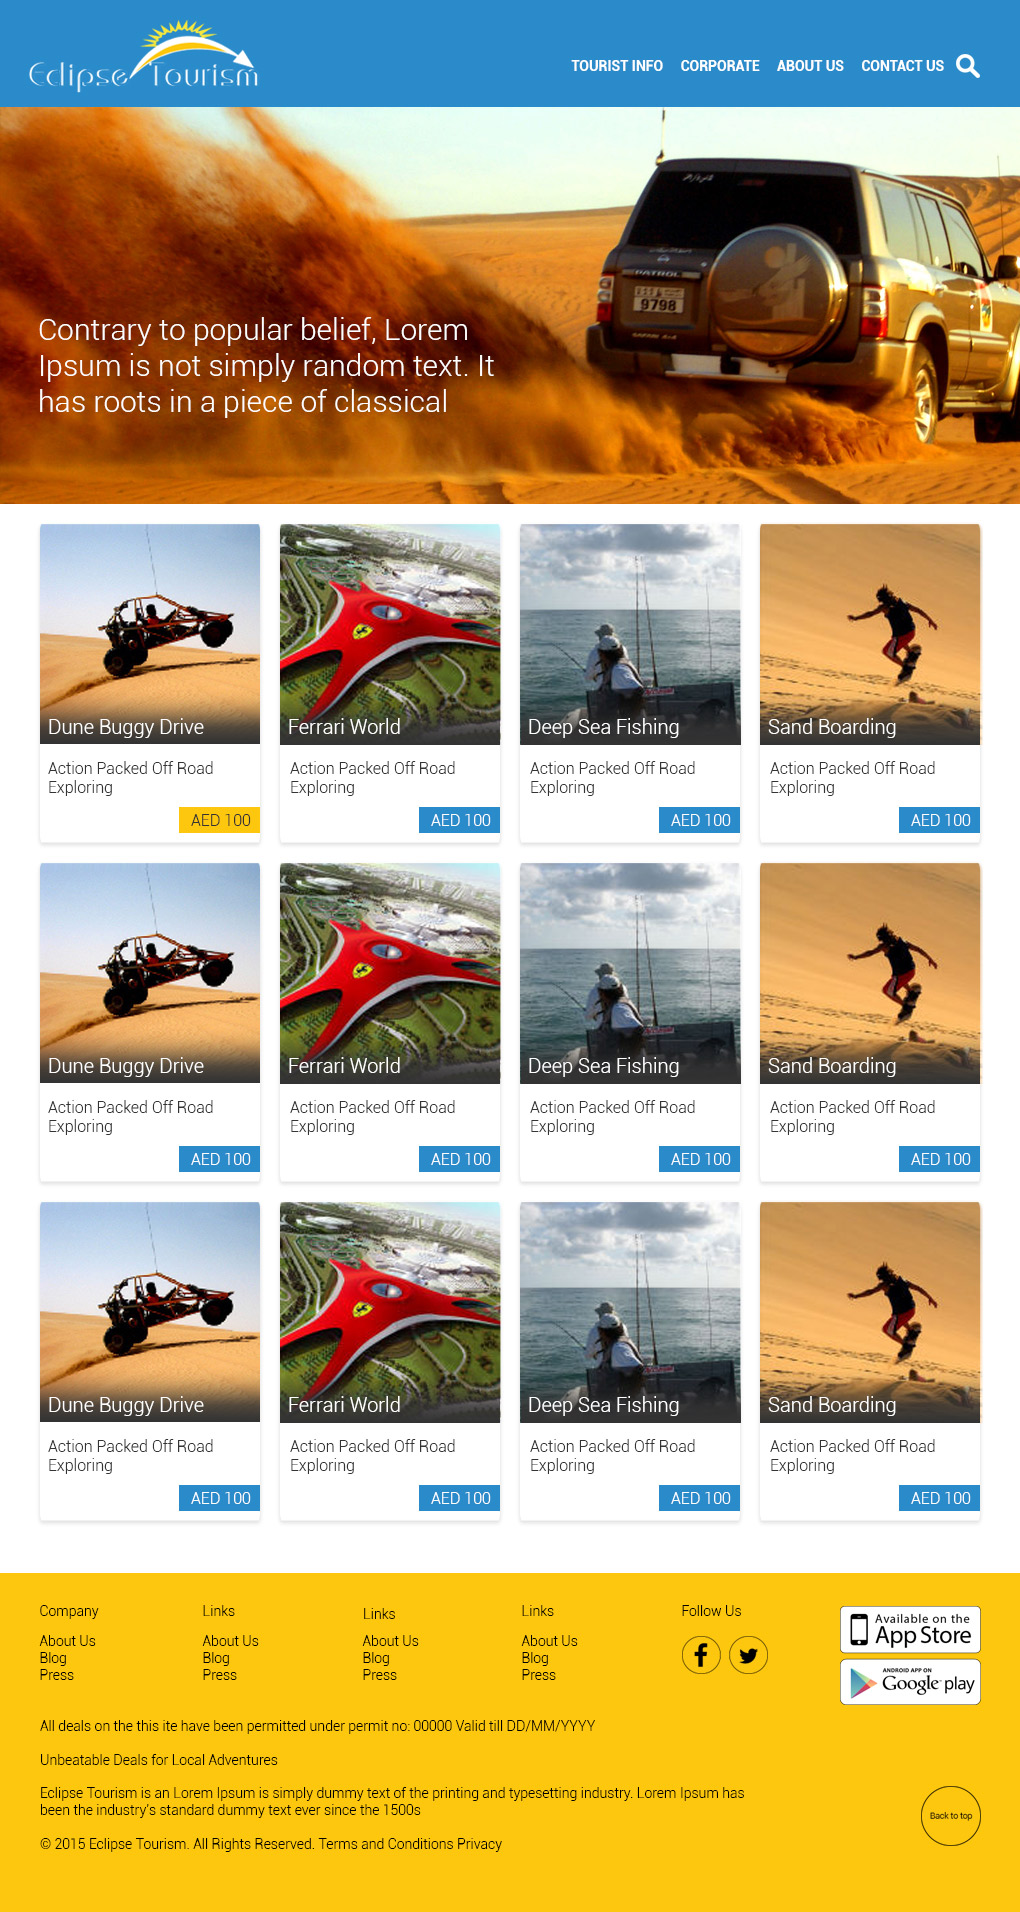 Eclipse Tourism
TOURIST INFO CORPORATE ABOUT US CONTACT US
PATROL
9798
SAFARI 4x4
Contrary to popular belief, Lorem
Ipsum is not simply random text. It
has roots in a piece of classical
Dune Buggy Drive
Action Packed Off Road
Exploring
AED 100
Ferrari World
Action Packed Off Road
Exploring
AED 100
Deep Sea Fishing
Action Packed Off Road
Exploring
AED 100
Sand Boarding
Action Packed Off Road
Exploring
AED 100
Dune Buggy Drive
Action Packed Off Road
Exploring
AED 100
Ferrari World
Action Packed Off Road
Exploring
AED 100
Deep Sea Fishing
Action Packed Off Road
Exploring
AED 100
Sand Boarding
Action Packed Off Road
Exploring
AED 100
Dune Buggy Drive
Action Packed Off Road
Exploring
AED 100
Ferrari World
Action Packed Off Road
Exploring
AED 100
Deep Sea Fishing
Action Packed Off Road
Exploring
AED 100
Sand Boarding
Action Packed Off Road
Exploring
AED 100
Company
About Us
Blog
Press
Links
About Us
Blog
Press
Links
About Us
Blog
Press
Links
About Us
Blog
Press
Follow Us
Available on the
App Store
ANDROID APP ON
Google play
All deals on the this ite have been permitted under permit no: 00000 Valid till DD/MM/YYYY
Unbeatable Deals for Local Adventures
Eclipse Tourism is an Lorem Ipsum is simply dummy text of the printing and typesetting industry. Lorem Ipsum has
been the industry's standard dummy text ever since the 1500s
Back to top
© 2015 Eclipse Tourism. All Rights Reserved. Terms and Conditions Privacy